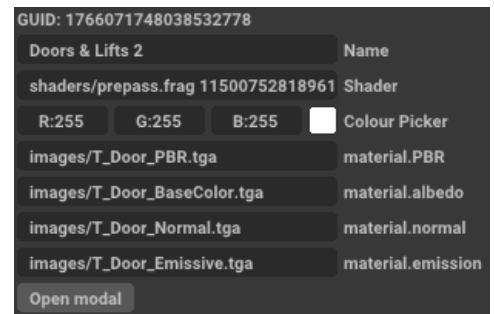 GUID: 1766071748038532778
Doors & Lifts 2 Name
shaders/prepass.frag 11500752818961 Shader
R:255 G:255 B:255 Colour Picker
images/T_Door_PBR.tga material.PBR
images/T_Door_BaseColor.tga material.albedo
images/T_Door_Normal.tga material.normal
images/T_Door_Emissive.tga material.emission
Open modal